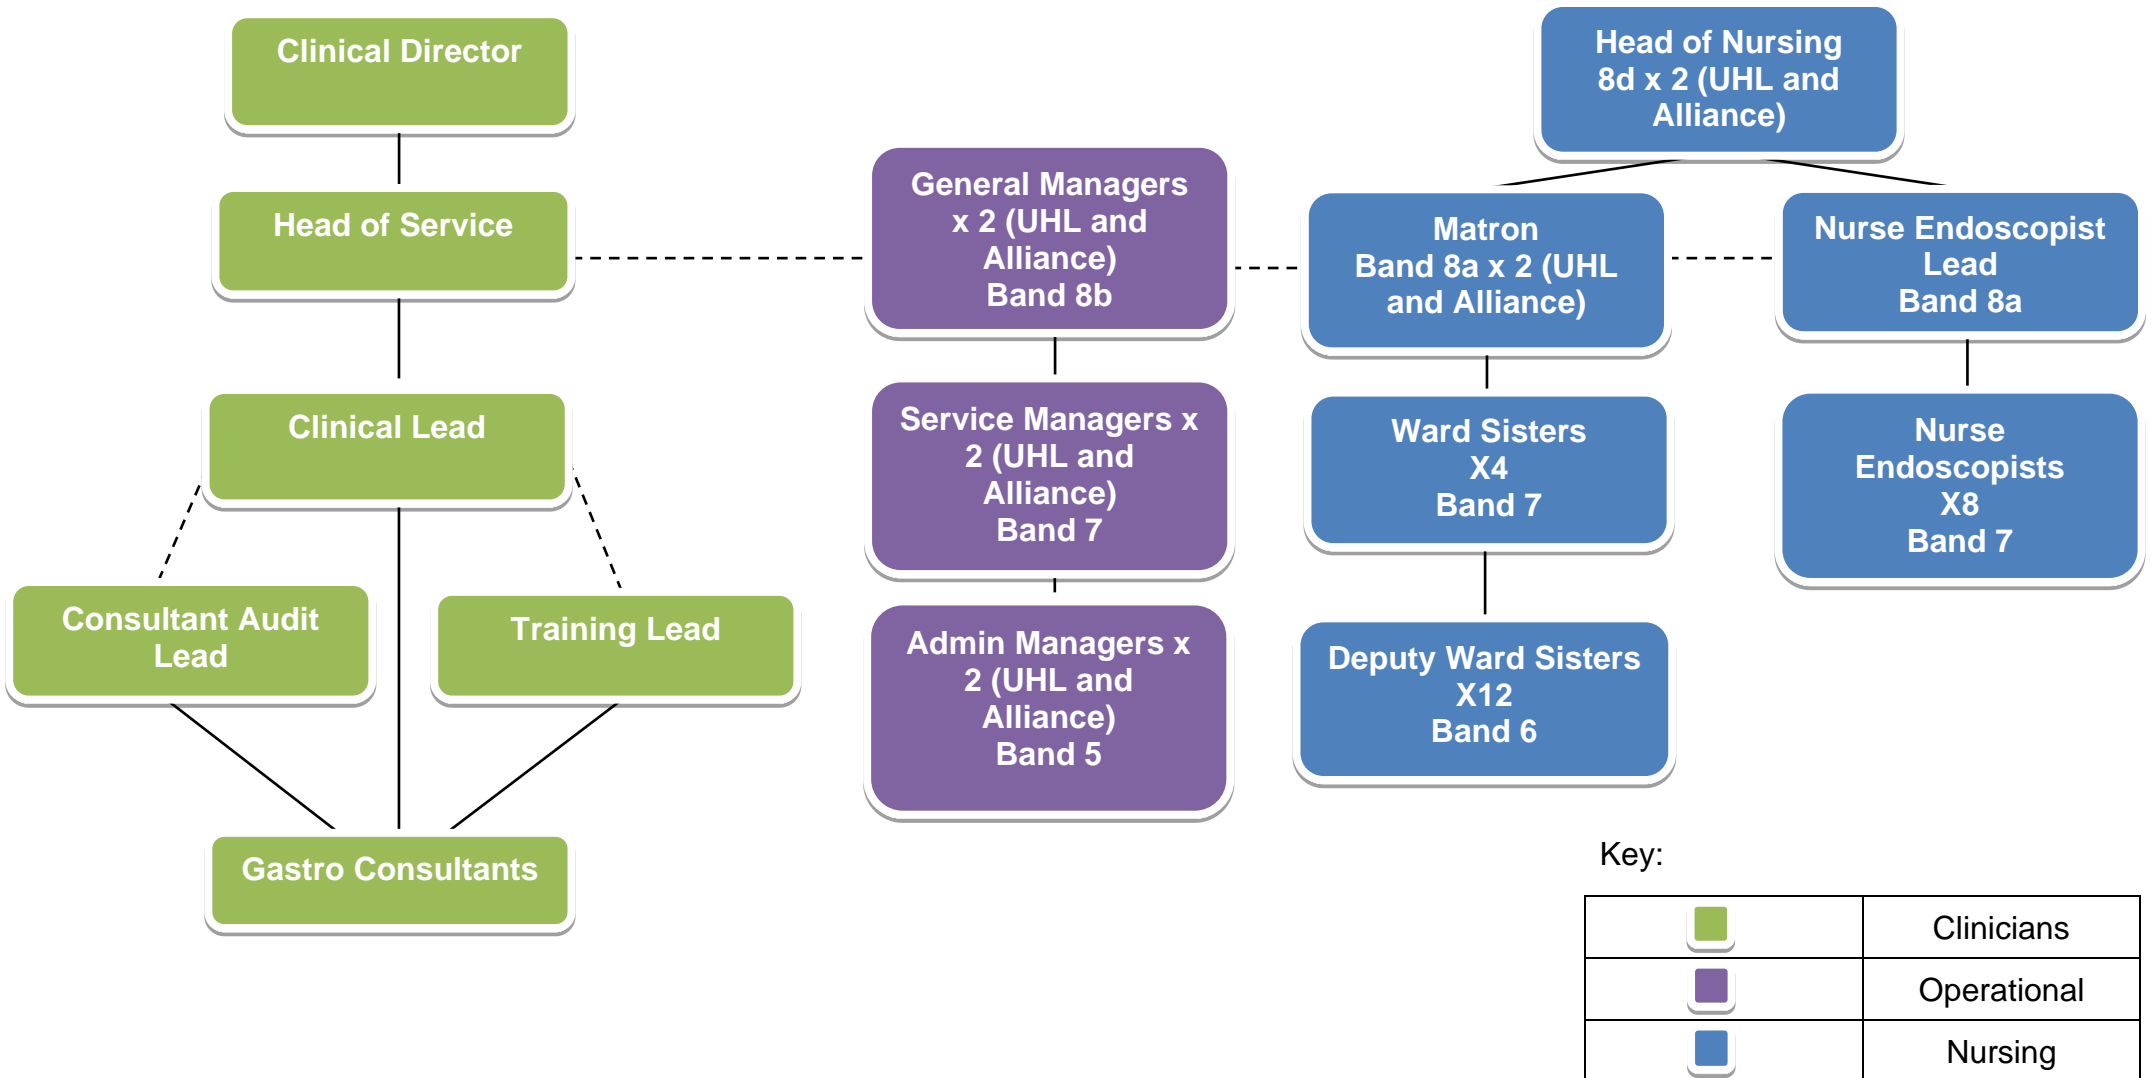 Clinical Director
Head of Service
Clinical Lead
Consultant Audit
Lead
Training Lead
Gastro Consultants
General Managers
x 2 (UHL and
Alliance)
Band 8b
Service Managers x
2 (UHL and
Alliance)
Band 7
Admin Managers x
2 (UHL and
Alliance)
Band 5
Head of Nursing
8d x 2 (UHL and
Alliance)
Matron
Band 8a x 2 (UHL
and Alliance)
Nurse Endoscopist
Lead
Band 8a
Ward Sisters
X4
Band 7
Nurse
Endoscopists
X8
Band 7
Deputy Ward Sisters
X12
Band 6
Key:
Clinicians
Operational
Nursing